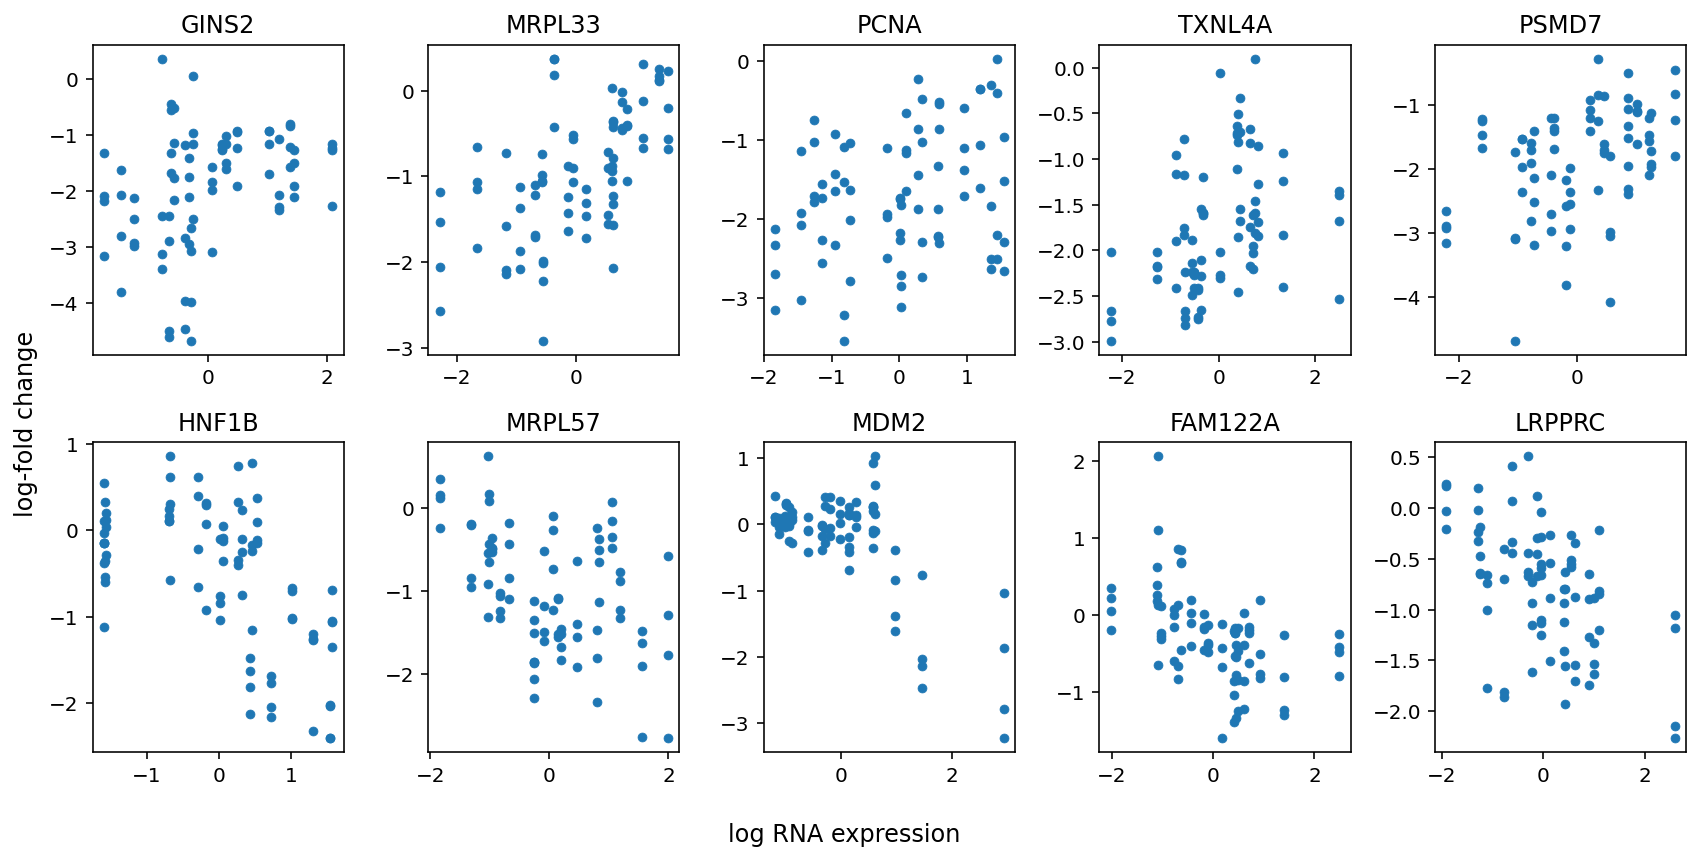 GINS2 MRPL33 PCNA TXNL4A PSMD7
0 −1 −2 −3 −4
0 2
0 −1 −2 −3
−2 0
0 −1 −2 −3
−2 −1 0 1
0.0 −0.5 −1.0 −1.5 −2.0 −2.5 −3.0
−2 0 2
−1 −2 −3 −4
−2 0
log-fold change
HNF1B MRPL57 MDM2 FAM122A LRPPRC
1 0 −1 −2
−1 0 1
0 −1 −2
−2 0 2
1 0 −1 −2 −3
0 2
2 1 0 −1
−2 0 2
0.5 0.0 −0.5 −1.0 −1.5 −2.0
−2 0 2
log RNA expression